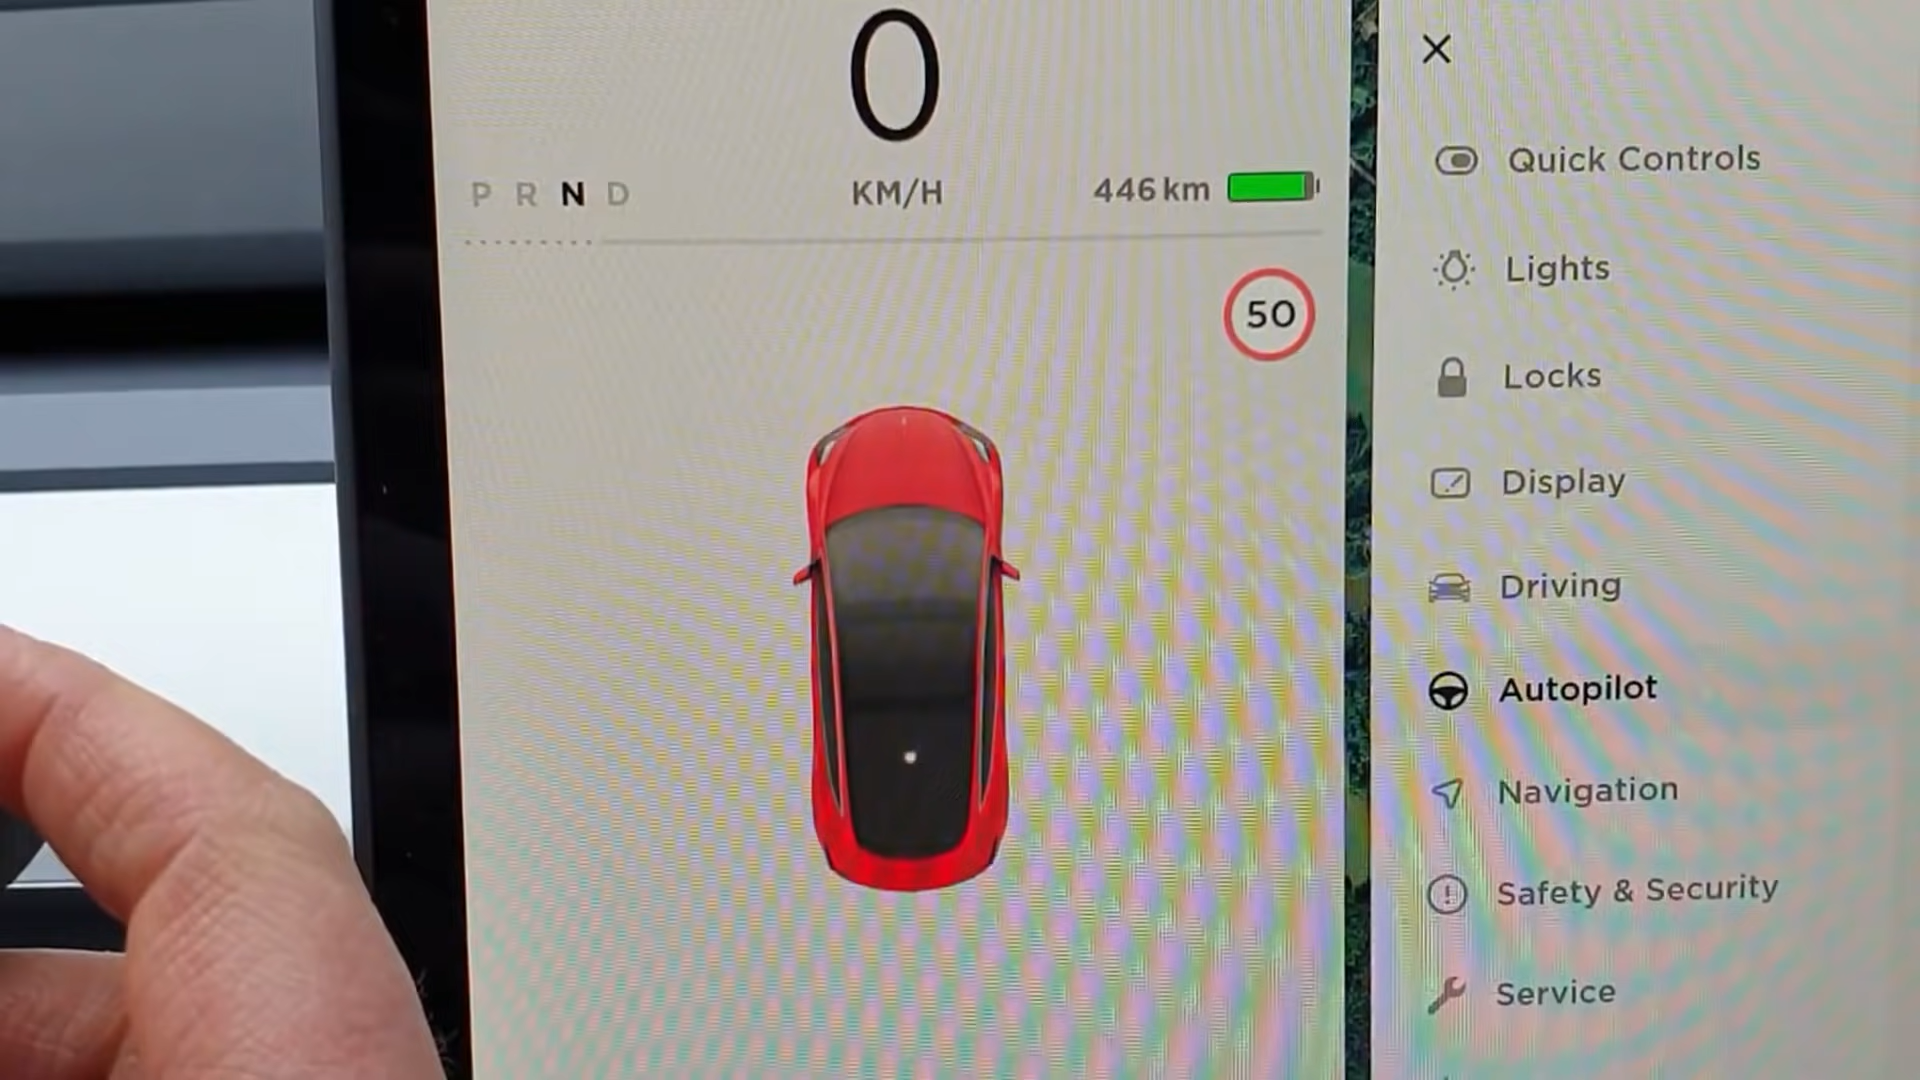 0
P R N D
KM/H
446 km
50
Quick Controls
Lights
Locks
Display
Driving
Autopilot
Navigation
Safety & Security
Service